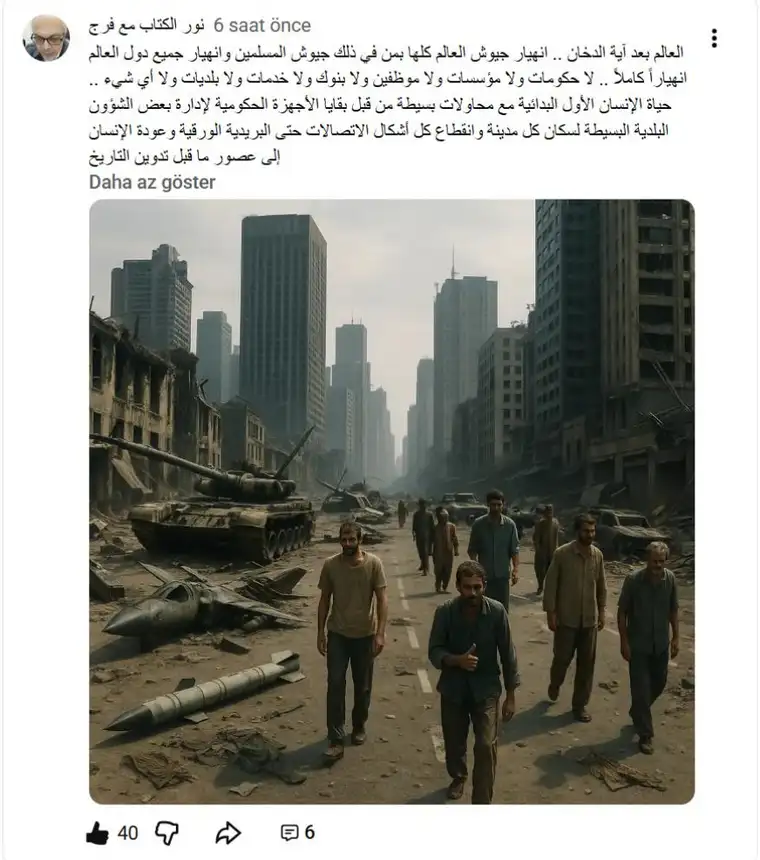 نور الكتاب مع فرج 6 saat önce
العالم بعد آية الدخان .. انهيار جيوش العالم كلها بمن في ذلك جيوش المسلمين وانهيار جميع دول العالم
انهياراً كاملاً .. لا حكومات ولا مؤسسات ولا موظفين ولا بنوك ولا خدمات ولا بلديات ولا أي شيء ..
حياة الإنسان الأول البدائية مع محاولات بسيطة من قبل بقايا الأجهزة الحكومية لإدارة بعض الشؤون
البلدية البسيطة لسكان كل مدينة وانقطاع كل أشكال الاتصالات حتى البريدية الورقية وعودة الإنسان
إلى عصور ما قبل تدوين التاريخ
Daha az göster
40 6